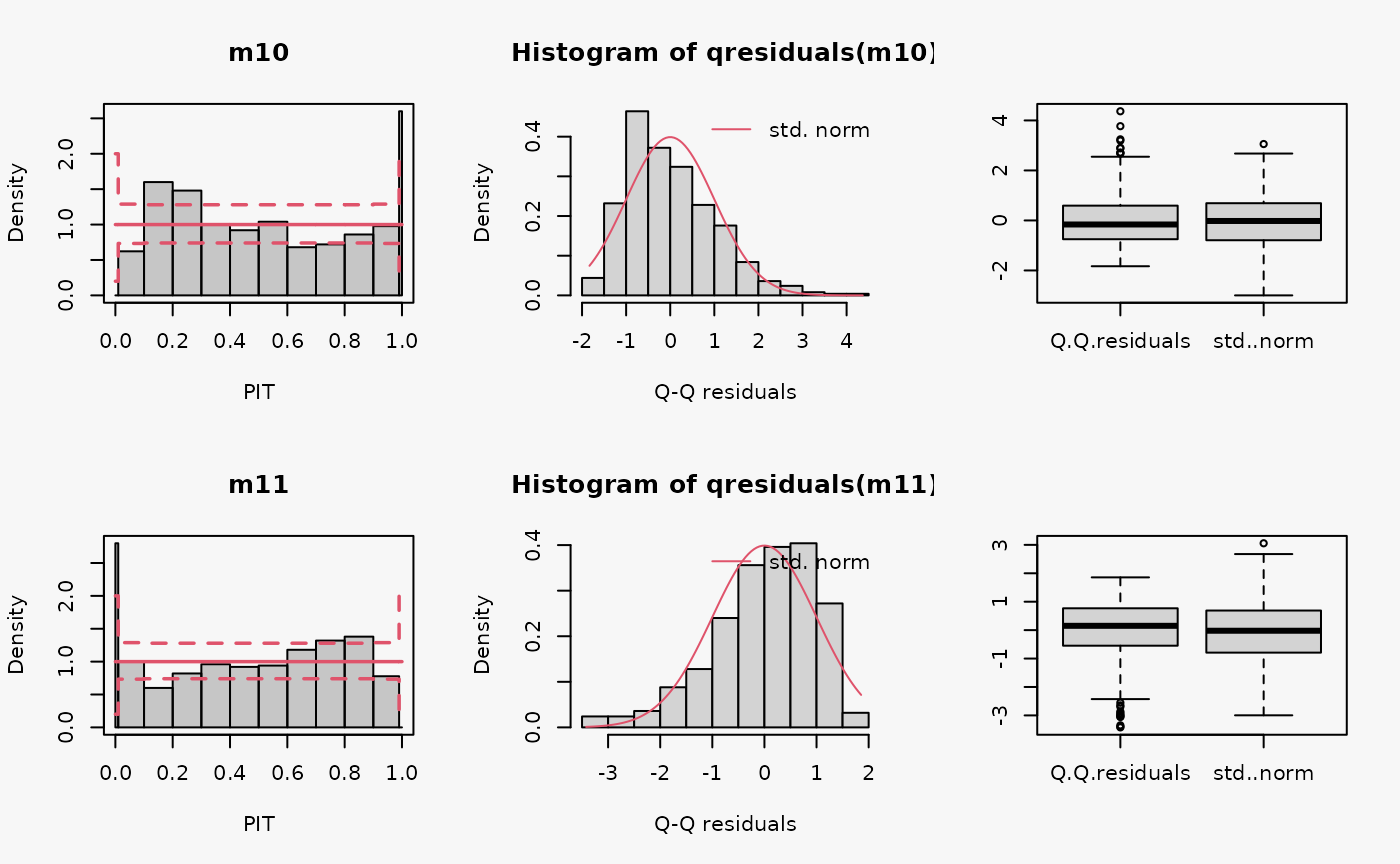 m10
Density
2.0
1.0
0.0
0.0 0.2 0.4 0.6 0.8 1.0
PIT
Histogram of qresiduals(m10)
std. norm
Density
0.4
0.2
0.0
-2 -1 0 1 2 3 4
Q-Q residuals
4
2
0
-2
Q.Q.residuals std..norm
m11
Density
2.0
1.0
0.0
0.0 0.2 0.4 0.6 0.8 1.0
PIT
Histogram of qresiduals(m11)
std. norm
Density
0.4
0.2
0.0
-3 -2 -1 0 1 2
Q-Q residuals
3
1
-1
-3
Q.Q.residuals std..norm